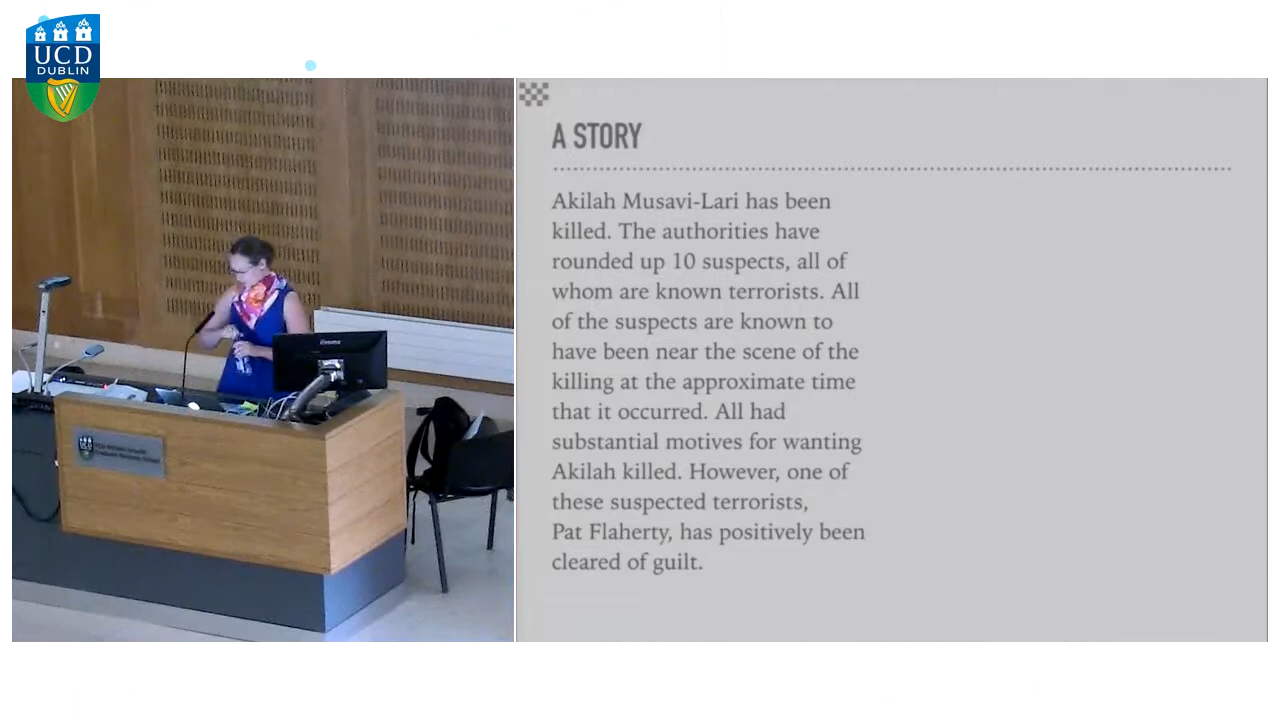 UCD
DUBLIN
A STORY
Akilah Musavi-Lari has been
killed. The authorities have
rounded up 10 suspects, all of
whom are known terrorists. All
of the suspects are known to
have been near the scene of the
killing at the approximate time
that it occurred. All had
substantial motives for wanting
Akilah killed. However, one of
these suspected terrorists,
Pat Flaherty, has positively been
cleared of guilt.